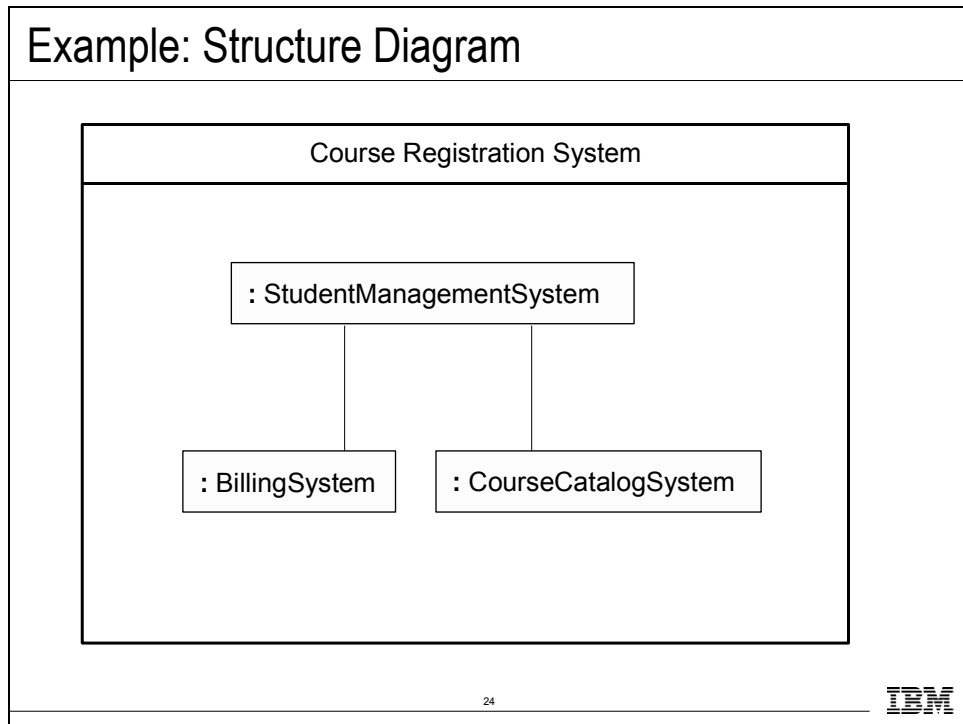 Example: Structure Diagram
Course Registration System
: StudentManagementSystem
: BillingSystem
: CourseCatalogSystem
24
IBM